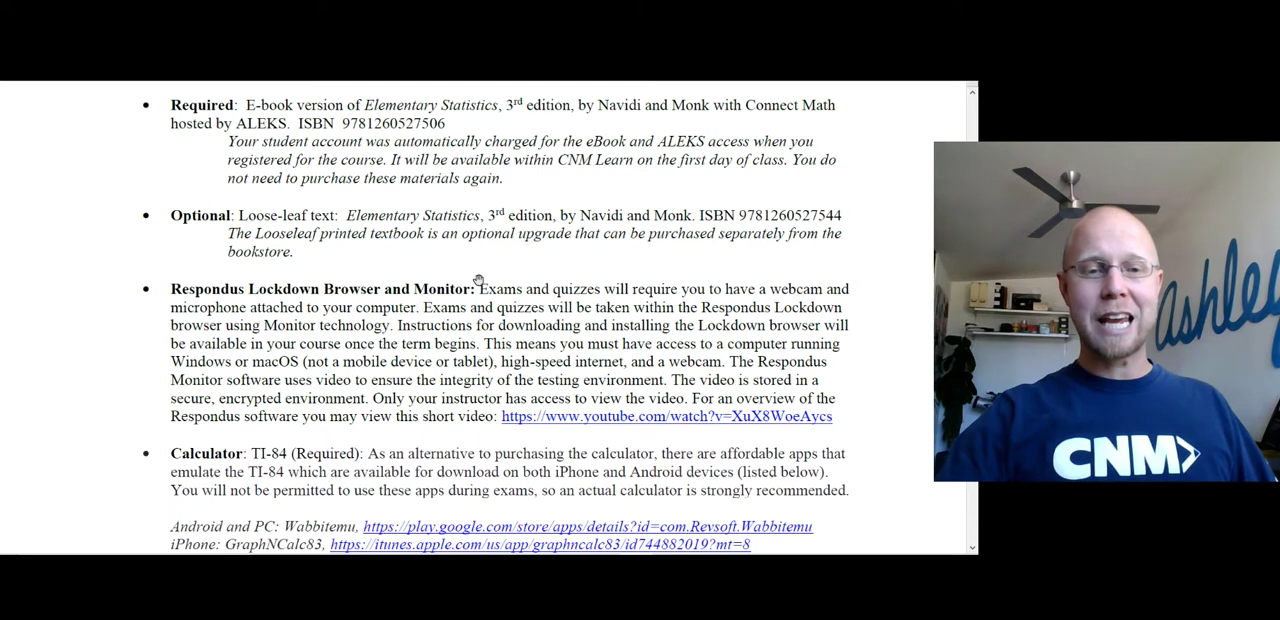 • Required: E-book version of Elementary Statistics, 3rd edition, by Navidi and Monk with Connect Math
hosted by ALEKS. ISBN 9781260527506
Your student account was automatically charged for the eBook and ALEKS access when you
registered for the course. It will be available within CNM Learn on the first day of class. You do
not need to purchase these materials again.
• Optional: Loose-leaf text: Elementary Statistics, 3rd edition, by Navidi and Monk. ISBN 9781260527544
The Looseleaf printed textbook is an optional upgrade that can be purchased separately from the
bookstore.
• Respondus Lockdown Browser and Monitor: Exams and quizzes will require you to have a webcam and
microphone attached to your computer. Exams and quizzes will be taken within the Respondus Lockdown
browser using Monitor technology. Instructions for downloading and installing the Lockdown browser will
be available in your course once the term begins. This means you must have access to a computer running
Windows or macOS (not a mobile device or tablet), high-speed internet, and a webcam. The Respondus
Monitor software uses video to ensure the integrity of the testing environment. The video is stored in a
secure, encrypted environment. Only your instructor has access to view the video. For an overview of the
Respondus software you may view this short video: https://www.youtube.com/watch?v=XuX8WoeAycs
• Calculator: TI-84 (Required): As an alternative to purchasing the calculator, there are affordable apps that
emulate the TI-84 which are available for download on both iPhone and Android devices (listed below).
You will not be permitted to use these apps during exams, so an actual calculator is strongly recommended.
Android and PC: Wabbitemu, https://play.google.com/store/apps/details?id=com.Revsoft.Wabbitemu
iPhone: GraphNCalc83, https://itunes.apple.com/us/app/graphncalc83/id744882019?mt=8
ashley
CNM